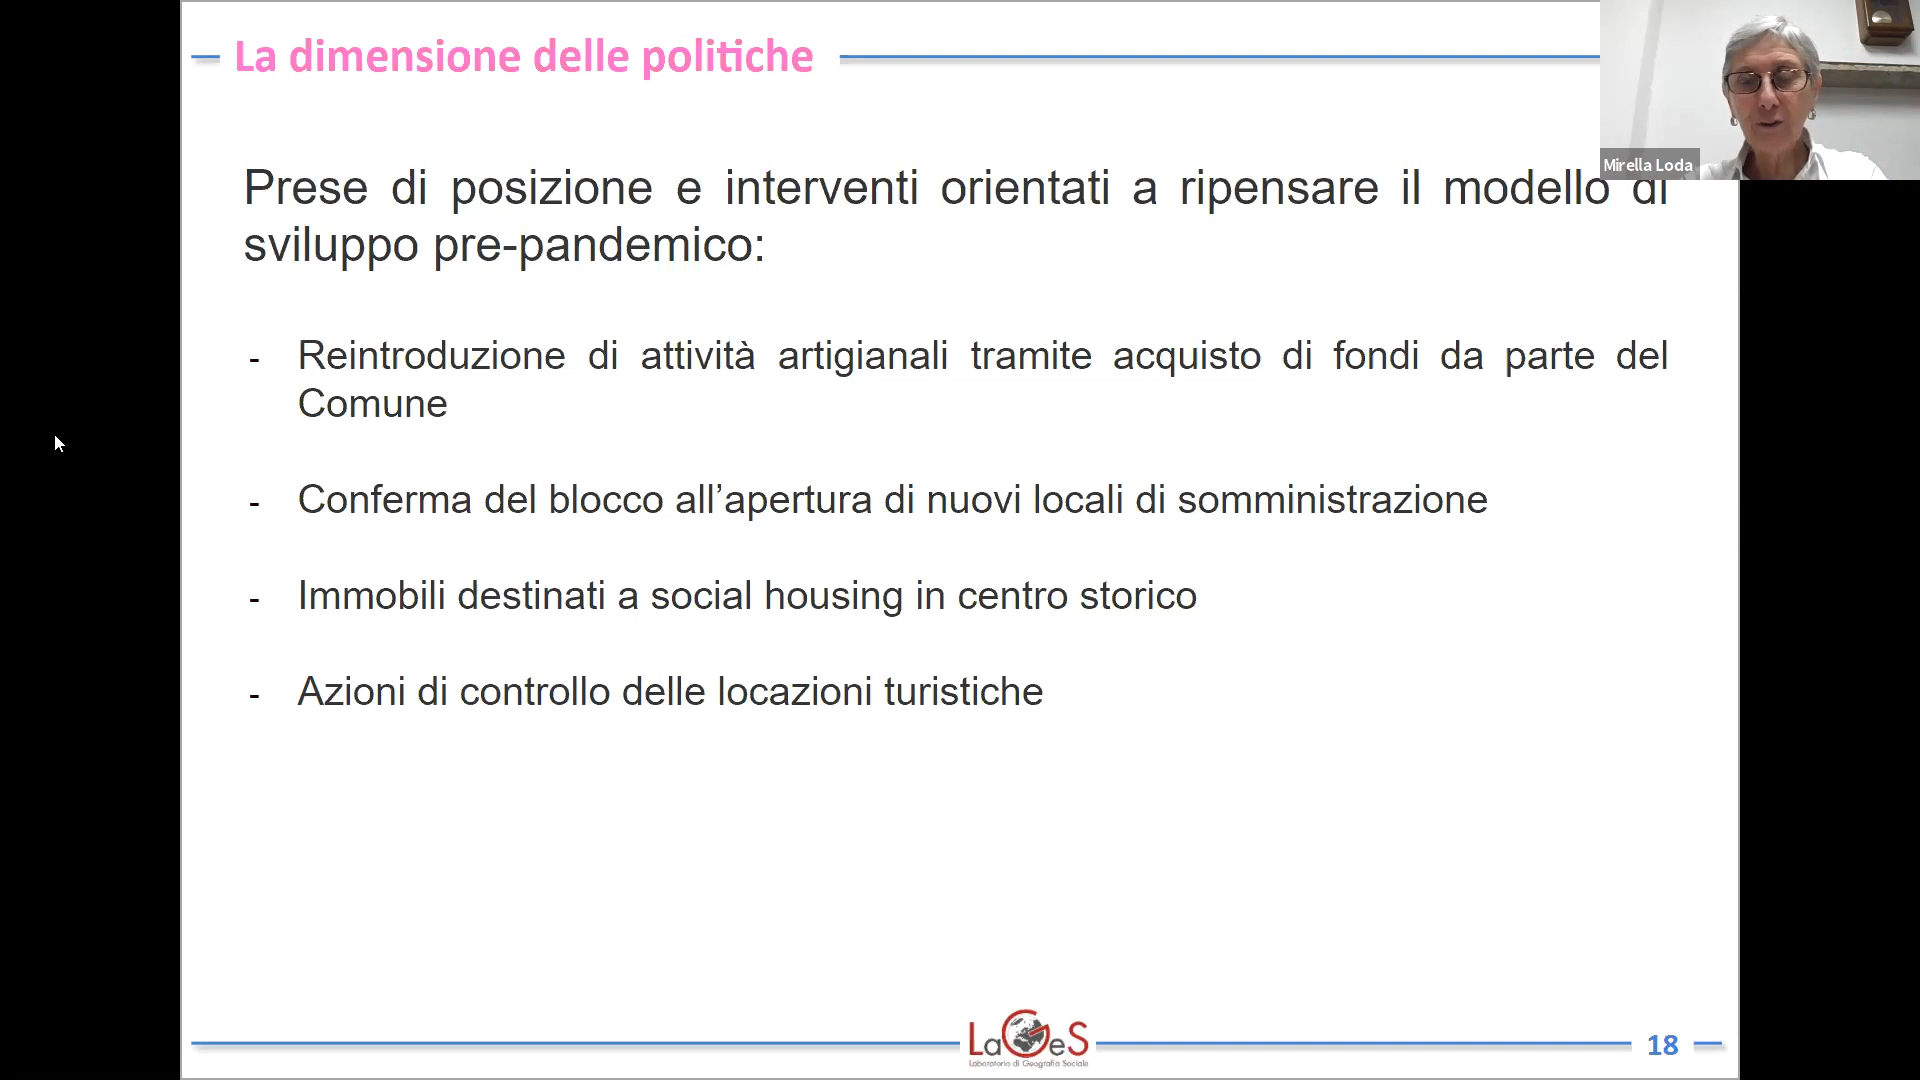 La dimensione delle politiche
Mirella Loda
Prese di posizione e interventi orientati a ripensare il modello di
sviluppo pre-pandemico:
- Reintroduzione di attività artigianali tramite acquisto di fondi da parte del
Comune
- Conferma del blocco all’apertura di nuovi locali di somministrazione
- Immobili destinati a social housing in centro storico
- Azioni di controllo delle locazioni turistiche
LaGeS
Laboratorio di Geografia Sociale
18